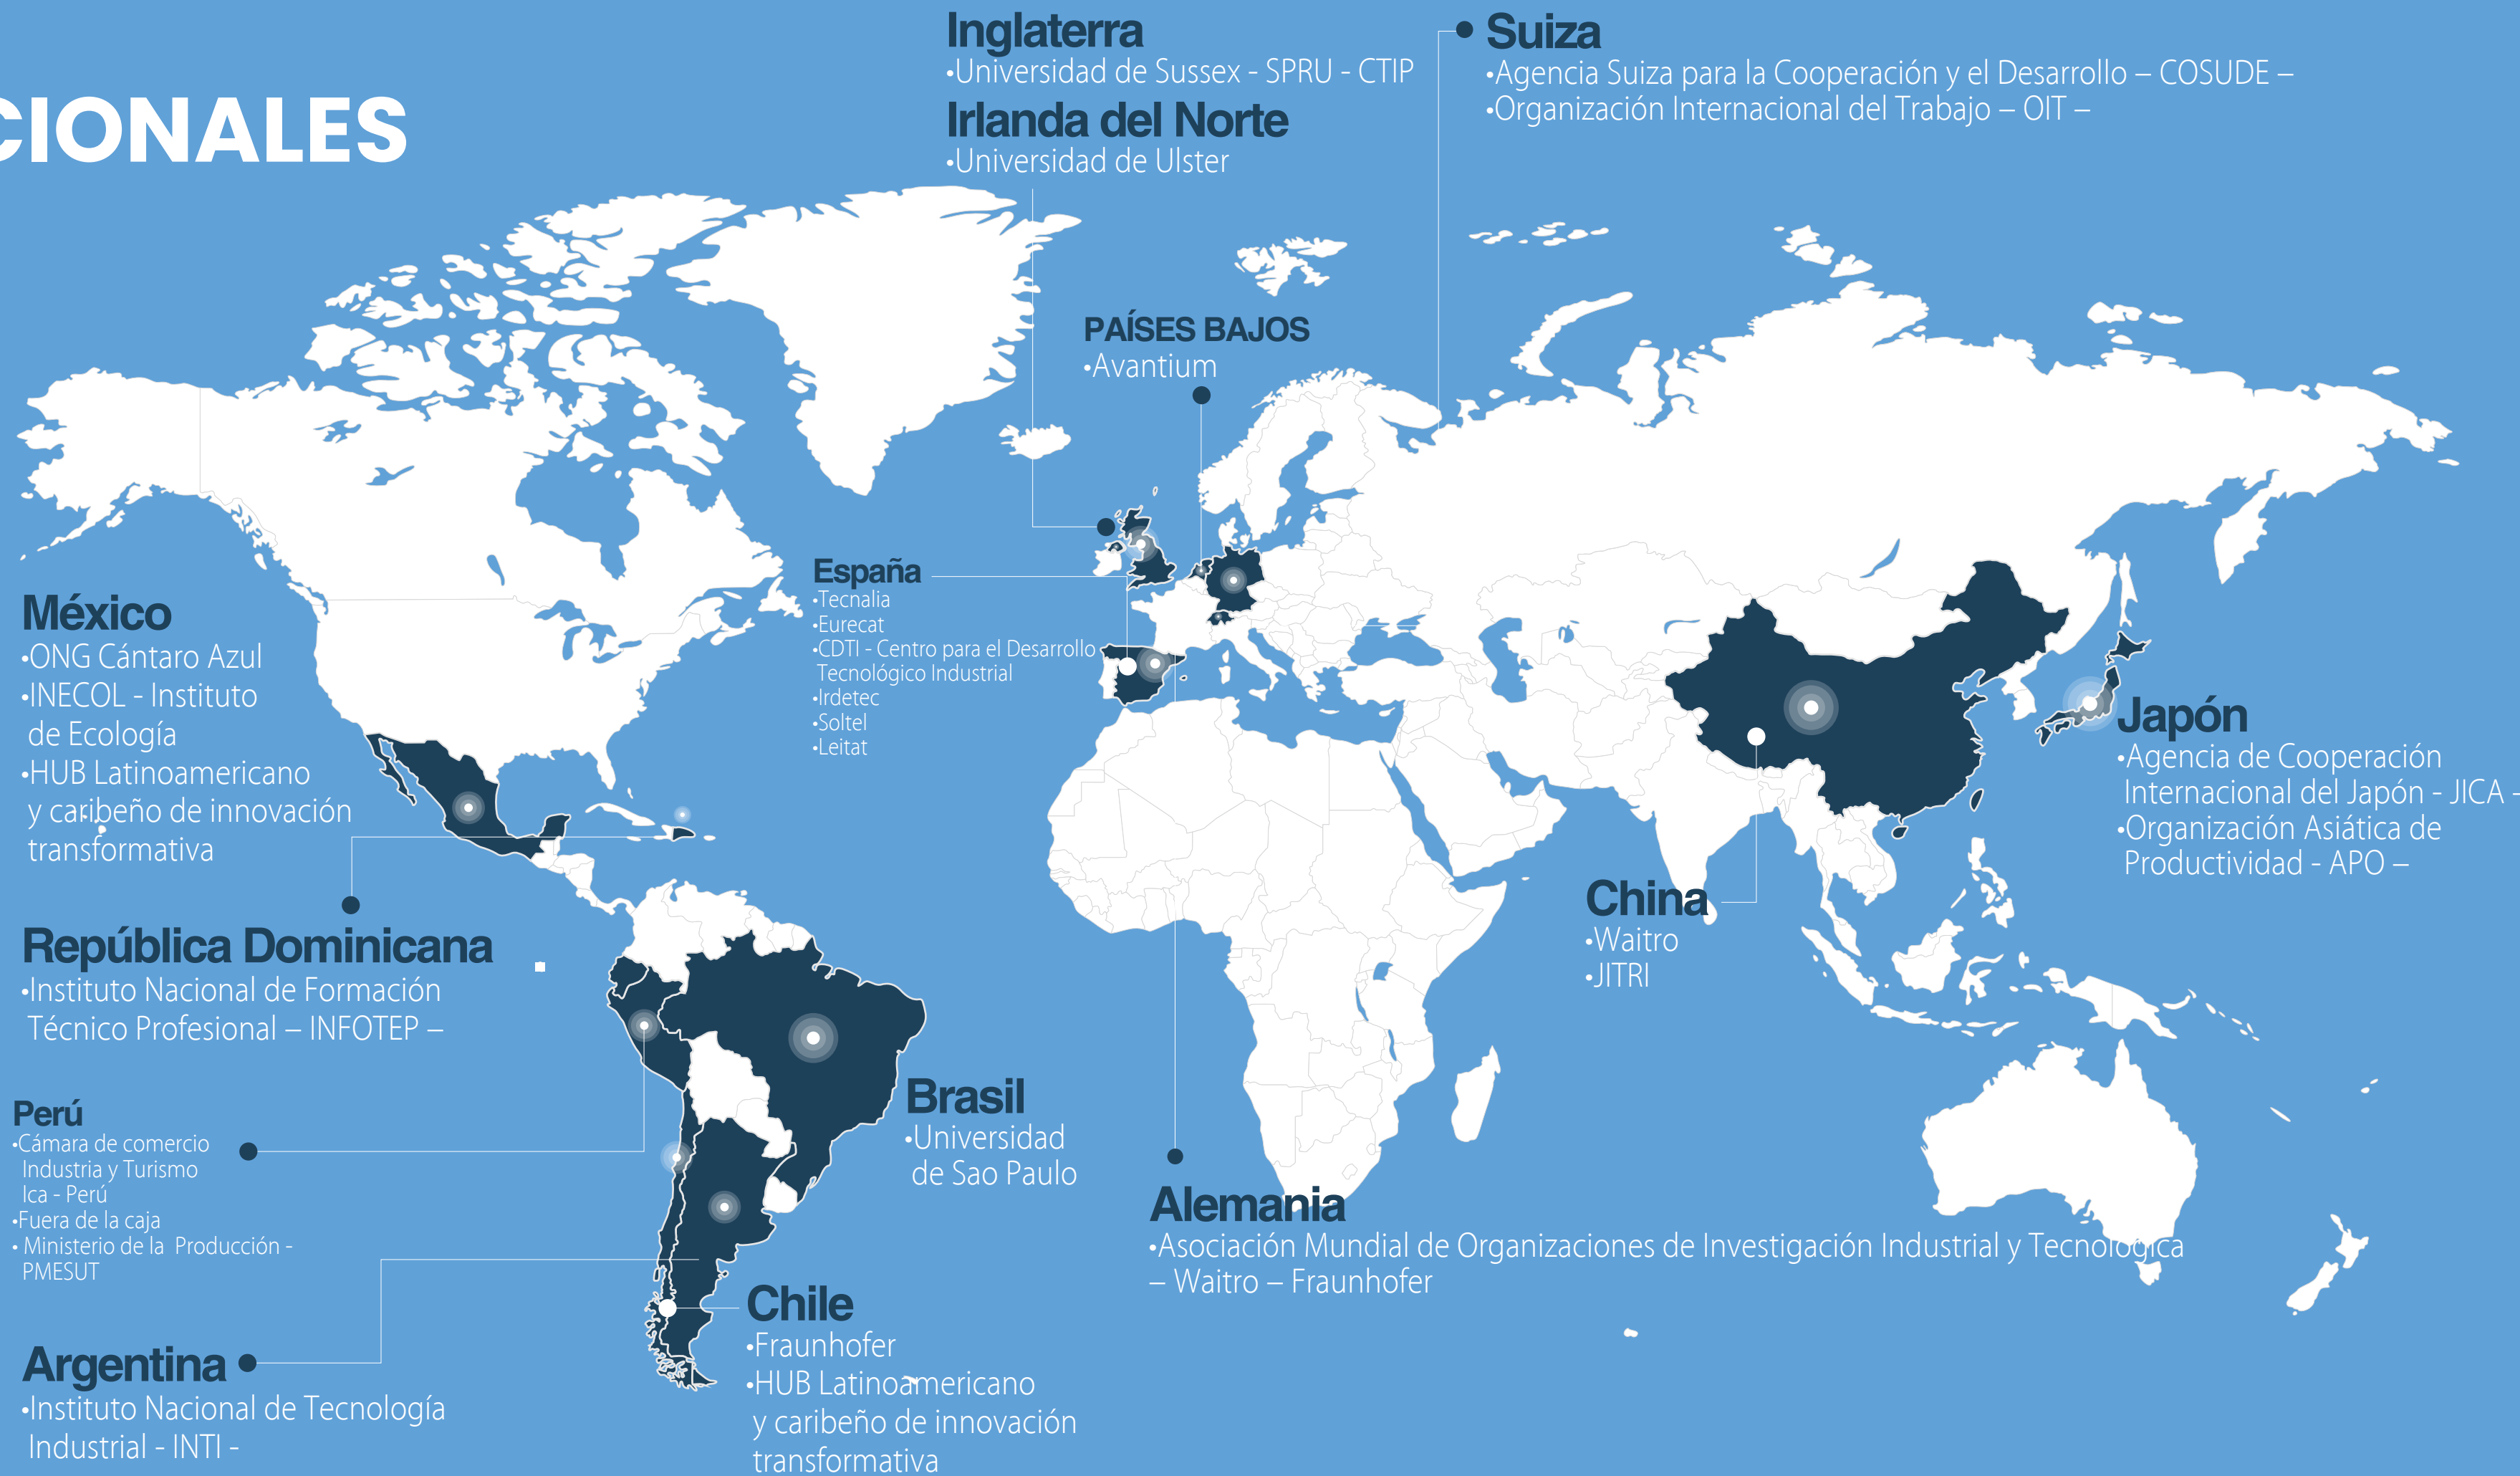 CIONALES
Inglaterra
•Universidad de Sussex - SPRU - CTIP
Irlanda del Norte
•Universidad de Ulster
Suiza
•Agencia Suiza para la Cooperación y el Desarrollo – COSUDE –
•Organización Internacional del Trabajo – OIT –
PAÍSES BAJOS
•Avantium
España
•Tecnalia
•Eurecat
•CDTI - Centro para el Desarrollo
Tecnológico Industrial
•Irdetec
•Soltel
•Leitat
México
•ONG Cántaro Azul
•INECOL - Instituto
de Ecología
•HUB Latinoamericano
y caribeño de innovación
transformativa
Japón
•Agencia de Cooperación
Internacional del Japón - JICA -
•Organización Asiática de
Productividad - APO –
China
•Waitro
•JITRI
República Dominicana
•Instituto Nacional de Formación
Técnico Profesional – INFOTEP –
Perú
•Cámara de comercio
Industria y Turismo
Ica - Perú
•Fuera de la caja
• Ministerio de la Producción -
PMESUT
Brasil
•Universidad
de Sao Paulo
Alemania
•Asociación Mundial de Organizaciones de Investigación Industrial y Tecnológica
– Waitro – Fraunhofer
Chile
•Fraunhofer
•HUB Latinoamericano
y caribeño de innovación
transformativa
Argentina
•Instituto Nacional de Tecnología
Industrial - INTI -